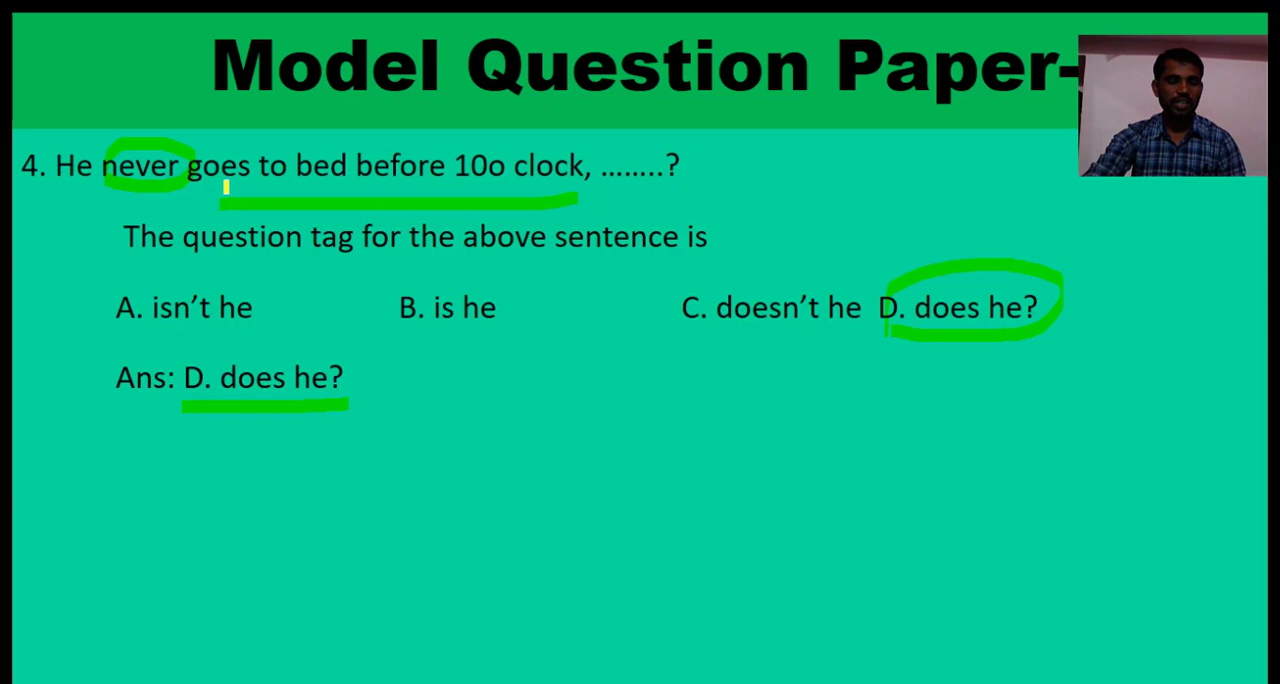 Model Question Paper-
4. He never goes to bed before 10o clock, ……..?
The question tag for the above sentence is
A. isn’t he B. is he C. doesn’t he D. does he?
Ans: D. does he?